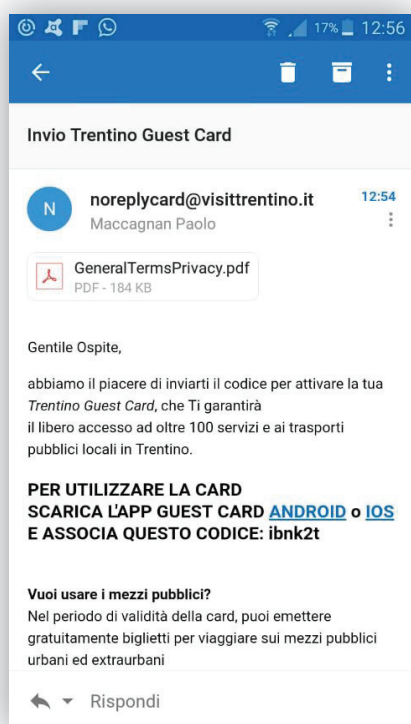 17% 12:56
Invio Trentino Guest Card
N
noreplycard@visittrentino.it 12:54
Maccagnan Paolo
GeneralTermsPrivacy.pdf
PDF - 184 KB
Gentile Ospite,
abbiamo il piacere di inviarti il codice per attivare la tua
Trentino Guest Card, che Ti garantirà
il libero accesso ad oltre 100 servizi e ai trasporti
pubblici locali in Trentino.
PER UTILIZZARE LA CARD
SCARICA L'APP GUEST CARD ANDROID o IOS
E ASSOCIA QUESTO CODICE: ibnk2t
Vuoi usare i mezzi pubblici?
Nel periodo di validità della card, puoi emettere
gratuitamente biglietti per viaggiare sui mezzi pubblici
urbani ed extraurbani
Rispondi